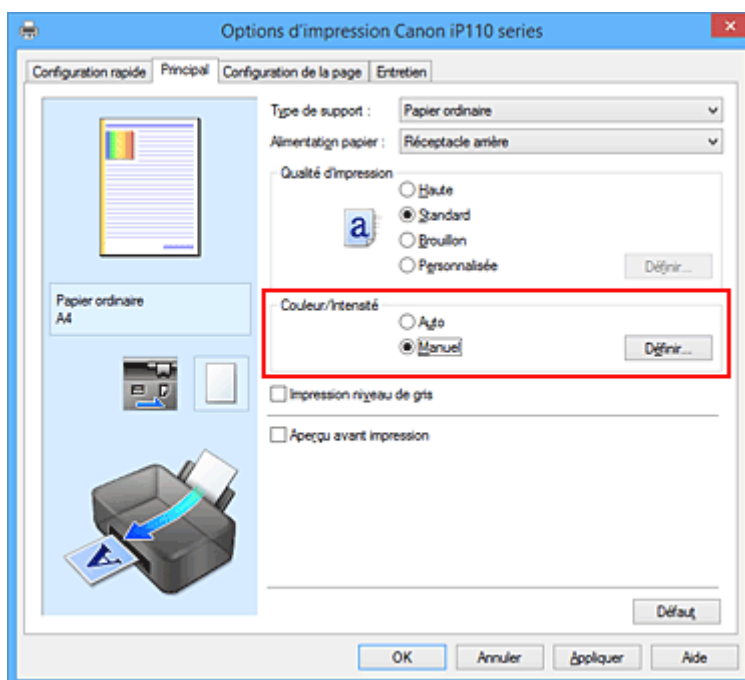 Options d'impression Canon iP110 series
Configuration rapide Principal Configuration de la page Entretien
Type de support : Papier ordinaire
Alimentation papier : Réceptacle arrière
Qualité d'impression
Haute
Standard
Brouillon
Personnalisée Définir...
Papier ordinaire
A4
Couleur/Intensité
Auto
Manuel Définir...
Impression niveau de gris
Aperçu avant impression
Défaut
OK Annuler Appliquer Aide